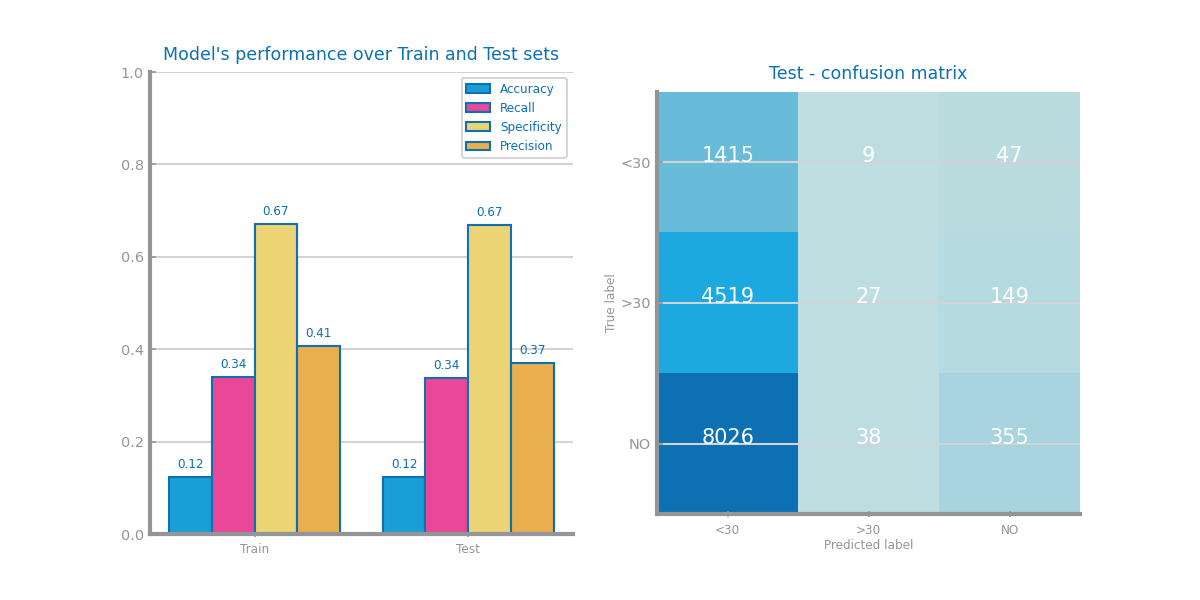 Model's performance over Train and Test sets
1.0
0.8
0.6
0.4
0.2
0.0
Accuracy
Recall
Specificity
Precision
0.12
0.34
0.67
0.41
0.12
0.34
0.67
0.37
Train
Test
Test - confusion matrix
True label
<30
1415 9 47
>30
4519 27 149
NO
8026 38 355
<30 >30 NO
Predicted label